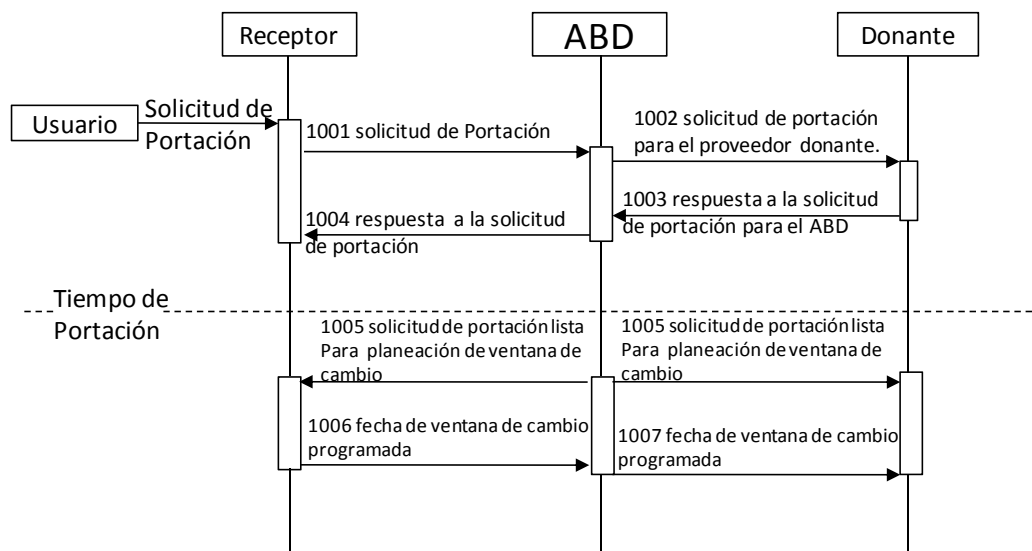 Receptor
ABD
Donante
Usuario
Solicitud de
Portación
1001 solicitud de Portación
1002 solicitud de portación
para el proveedor donante.
1003 respuesta a la solicitud
de portación para el ABD
1004 respuesta a la solicitud
de portación
Tiempo de
Portación
1005 solicitud de portación lista
Para planeación de ventana de
cambio
1005 solicitud de portación lista
Para planeación de ventana de
cambio
1006 fecha de ventana de cambio
programada
1007 fecha de ventana de cambio
programada